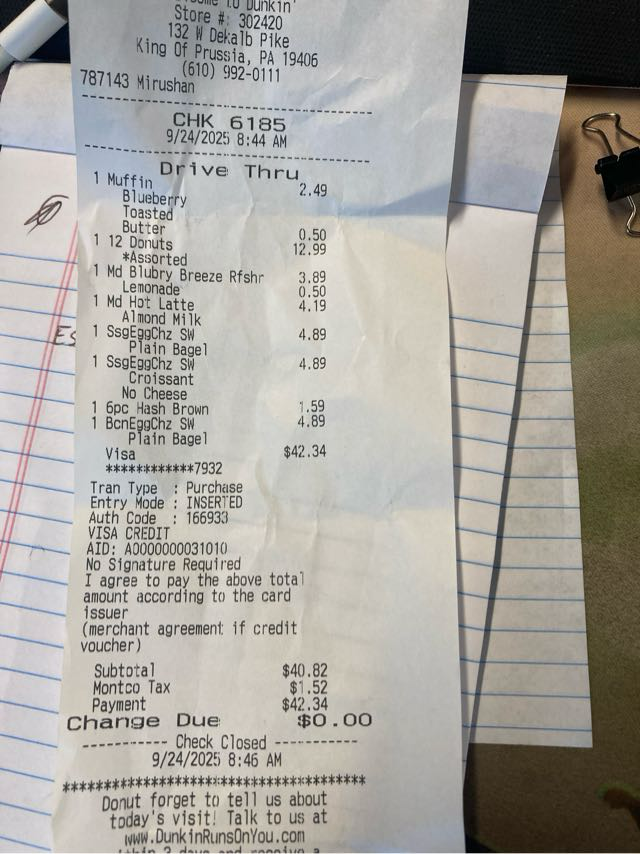 To Dunkin'
Store #: 302420
132 W Dekalb Pike
King Of Prussia, PA 19406
(610) 992-0111
787143 Mirushan
CHK 6185
9/24/2025 8:44 AM
Drive Thru
1 Muffin 2.49
Blueberry
Toasted
Butter 0.50
1 12 Donuts 12.99
*Assorted
1 Md Blubry Breeze Rfshr 3.89
Lemonade 0.50
1 Md Hot Latte 4.19
Almond Milk
1 SsgEggChz SW 4.89
Plain Bagel
1 SsgEggChz SW 4.89
Croissant
No Cheese
1 6pc Hash Brown 1.59
1 BcnEggChz SW 4.89
Plain Bagel
Visa $42.34
************7932
Tran Type : Purchase
Entry Mode : INSERTED
Auth Code : 166933
VISA CREDIT
AID: A0000000031010
No Signature Required
I agree to pay the above total
amount according to the card
issuer
(merchant agreement if credit
voucher)
Subtotal $40.82
Montco Tax $1.52
Payment $42.34
Change Due $0.00
---------- Check Closed ----------
9/24/2025 8:46 AM
****************************************
Donut forget to tell us about
today's visit! Talk to us at
www.DunkinRunsOnYou.com
3 days and receive a
Es